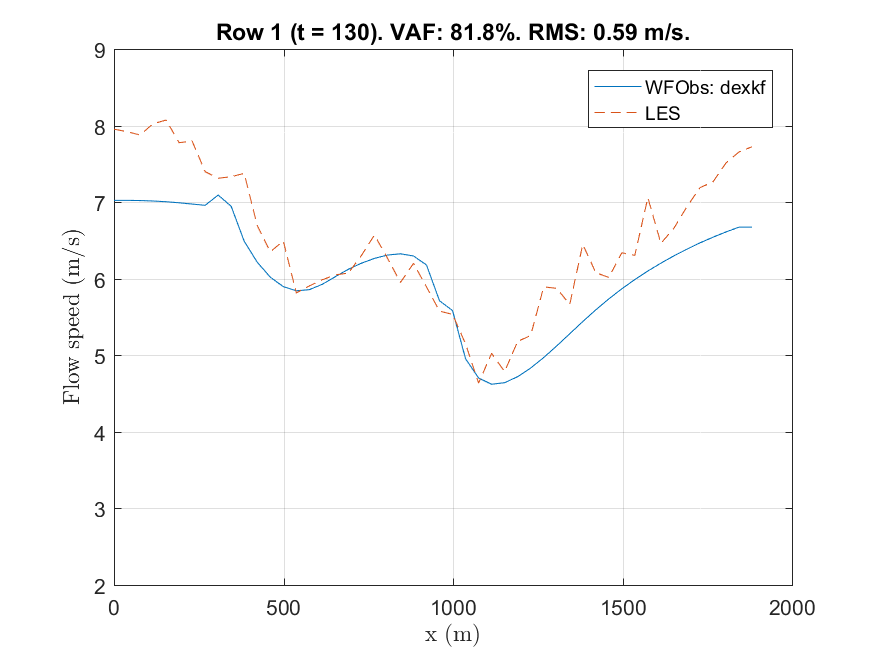 Row 1 (t = 130). VAF: 81.8%. RMS: 0.59 m/s.
WFObs: dexkf
LES
Flow speed (m/s)
9
8
7
6
5
4
3
2
0
500
1000
1500
2000
x (m)